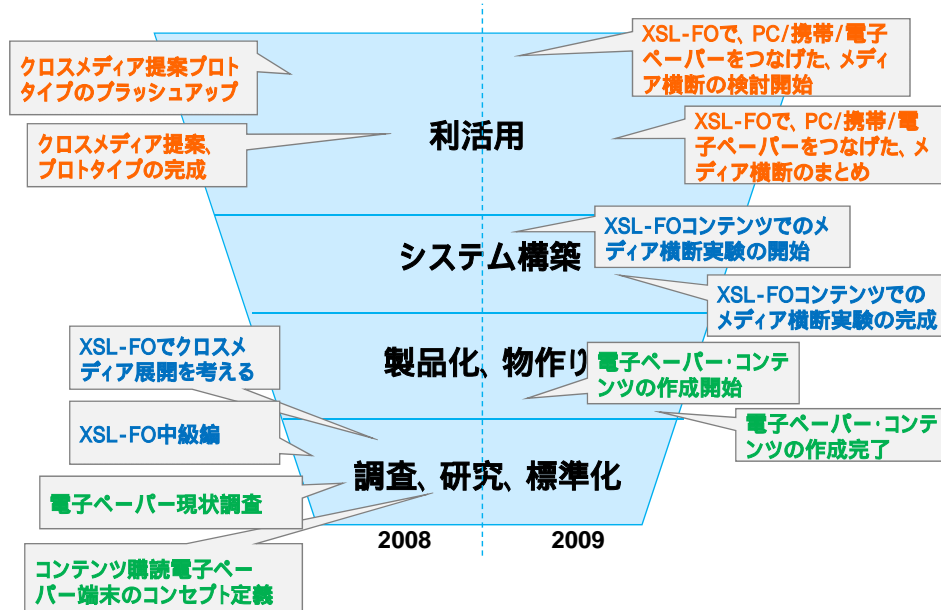 クロスメディア提案プロト
タイプのブラッシュアップ
XSL-FOで、PC/携帯/電子
ペーパーをつなげた、メディ
ア横断の検討開始
クロスメディア提案、
プロトタイプの完成
利活用
XSL-FOで、PC/携帯/電
子ペーパーをつなげた、メ
ディア横断のまとめ
システム構築
XSL-FOコンテンツでのメ
ディア横断実験の開始
XSL-FOコンテンツでの
メディア横断実験の完成
XSL-FOでクロスメ
ディア展開を考える
製品化、物作り
電子ペーパー・コンテ
ンツの作成開始
XSL-FO中級編
電子ペーパー・コンテ
ンツの作成完了
調査、研究、標準化
電子ペーパー現状調査
2008
2009
コンテンツ購読電子ペー
パー端末のコンセプト定義